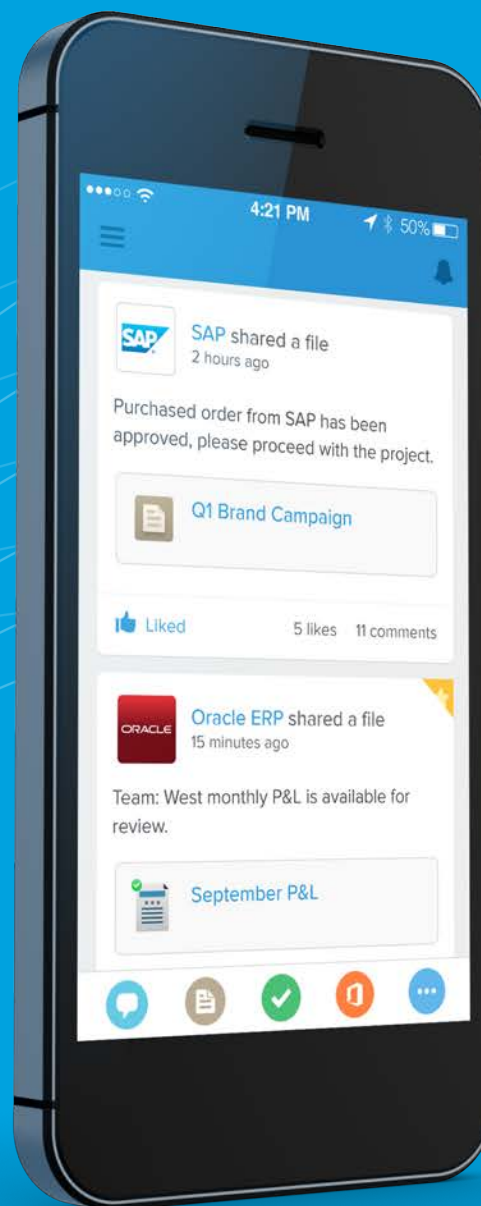 4:21 PM
50%
SAP
SAP shared a file
2 hours ago
Purchased order from SAP has been
approved, please proceed with the project.
Q1 Brand Campaign
Liked
5 likes 11 comments
ORACLE
Oracle ERP shared a file
15 minutes ago
Team: West monthly P&L is available for
review.
September P&L